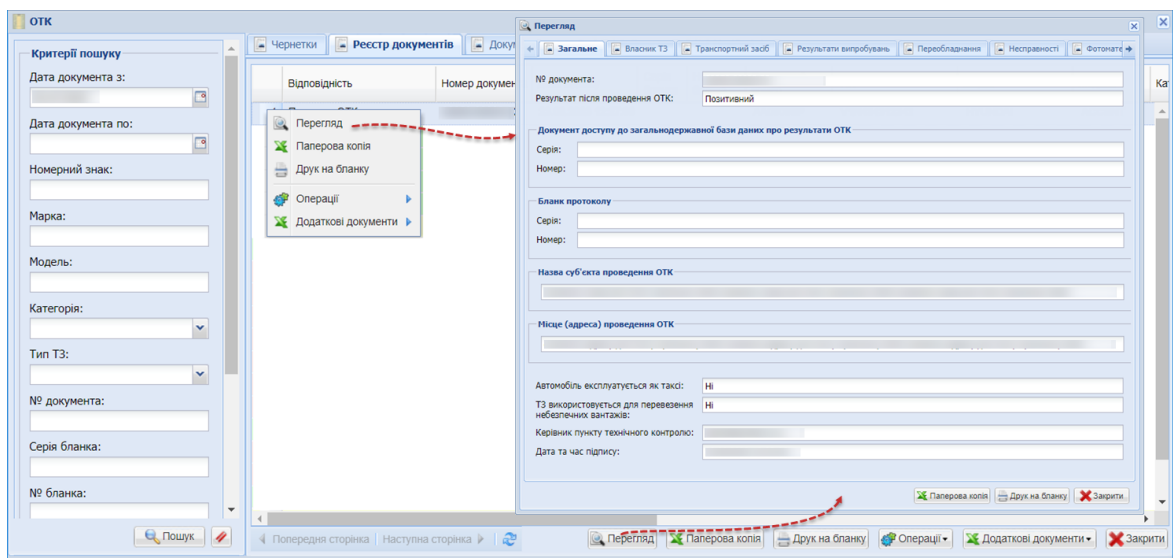 ОТК
Критерії пошуку
Дата документа з:
Дата документа по:
Номерний знак:
Марка:
Модель:
Категорія:
Тип ТЗ:
№ документа:
Серія бланка:
№ бланка:
Пошук
Чернетки
Реєстр документів
Відповідність
Номер
Перегляд
Паперова копія
Друк на бланку
Операції
Додаткові документи
Перегляд
Загальне
Власник ТЗ
Транспортний засіб
Результати випробувань
Переобладнання
Несправності
№ документа:
Результат після проведення ОТК:
Позитивний
Документ доступу до загальнодержавної бази даних про результати ОТК
Серія:
Номер:
Бланк протоколу
Серія:
Номер:
Назва суб'єкта проведення ОТК
Місце (адреса) проведення ОТК
Автомобіль експлуатується як таксі:
Ні
ТЗ використовується для перевезення
небезпечних вантажів:
Ні
Керівник пункту технічного контролю:
Дата та час підпису:
Паперова копія
Друк на бланку
Закрити
Попередня сторінка
Наступна сторінка
Перегляд
Паперова копія
Друк на бланку
Операції
Додаткові документи
Закрити